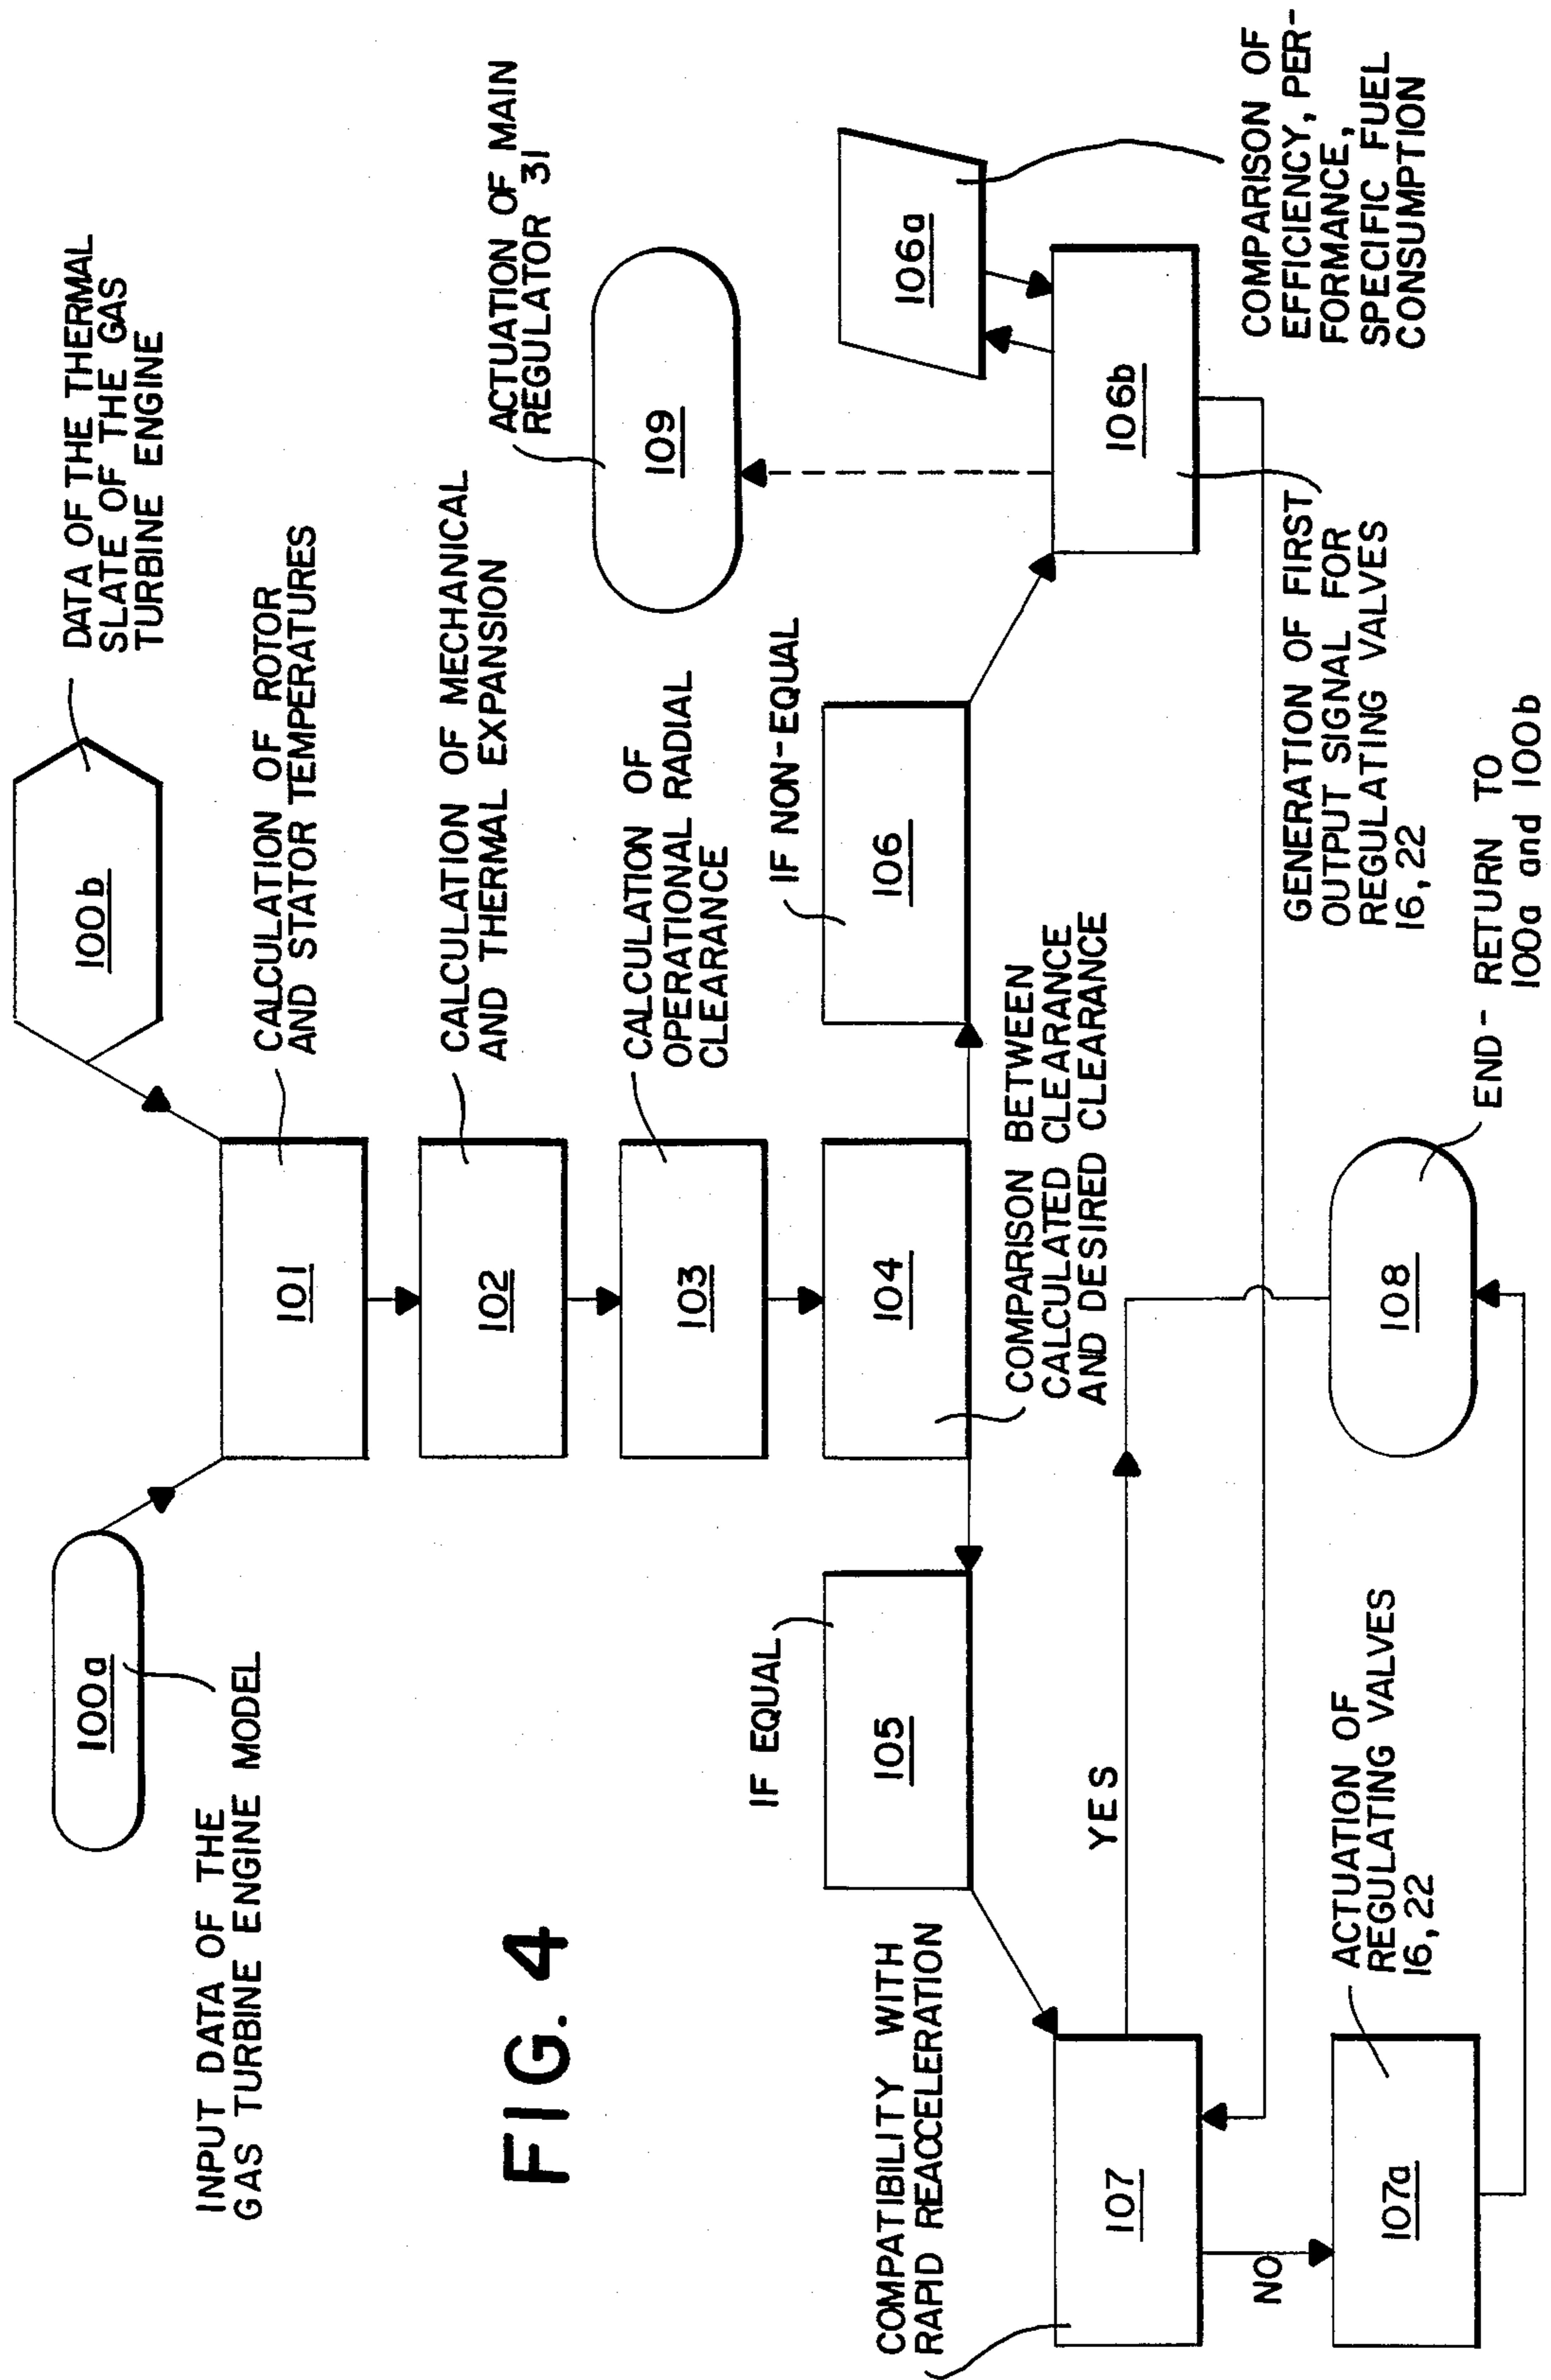 100a
INPUT DATA OF THE
GAS TURBINE ENGINE MODEL
100b
DATA OF THE THERMAL
SLATE OF THE GAS
TURBINE ENGINE
101
CALCULATION OF ROTOR
AND STATOR TEMPERATURES
102
CALCULATION OF MECHANICAL
AND THERMAL EXPANSION
103
CALCULATION OF
OPERATIONAL RADIAL
CLEARANCE
104
COMPARISON BETWEEN
CALCULATED CLEARANCE
AND DESIRED CLEARANCE
FIG. 4
IF EQUAL
105
IF NON-EQUAL
106
ACTUATION OF MAIN
REGULATOR 31
109
106a
COMPARISON OF
EFFICIENCY, PER-
FORMANCE,
SPECIFIC FUEL
CONSUMPTION
106b
GENERATION OF FIRST
OUTPUT SIGNAL FOR
REGULATING VALVES
16,22
COMPATIBILITY WITH
RAPID REACCELERATION
107
YES
NO
107a
ACTUATION OF
REGULATING VALVES
16,22
108
END- RETURN TO
100a and 100b